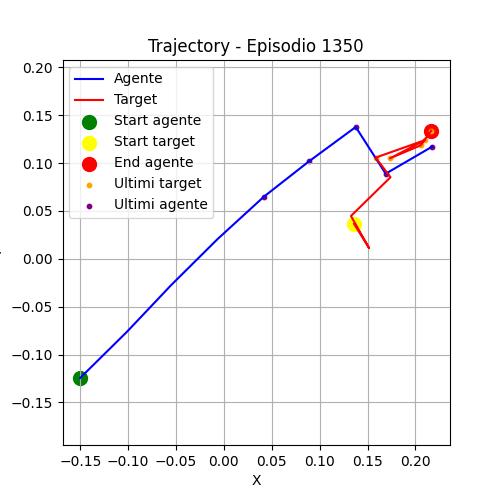 Trajectory - Episodio 1350
0.20
0.15
0.10
0.05
0.00
−0.05
−0.10
−0.15
Agente
Target
Start agente
Start target
End agente
Ultimi target
Ultimi agente
−0.15 −0.10 −0.05 0.00 0.05 0.10 0.15 0.20
X